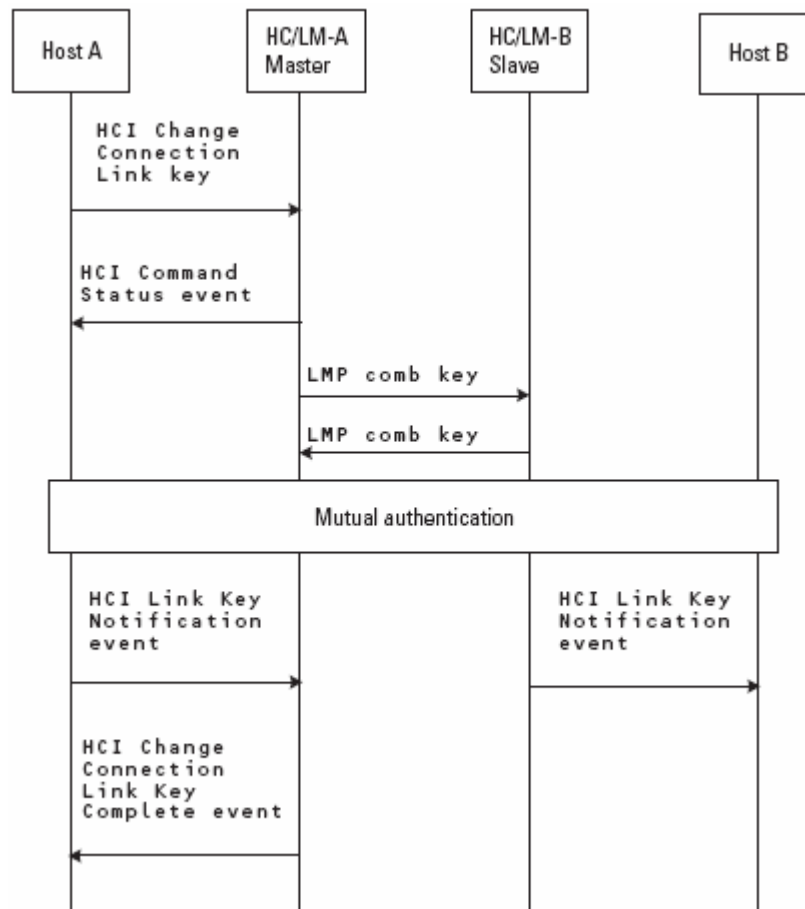 Host A
HC/LM-A
Master
HC/LM-B
Slave
Host B
HCI Change
Connection
Link key
HCI Command
Status event
LMP comb key
LMP comb key
Mutual authentication
HCI Link Key
Notification
event
HCI Link Key
Notification
event
HCI Change
Connection
Link Key
Complete event